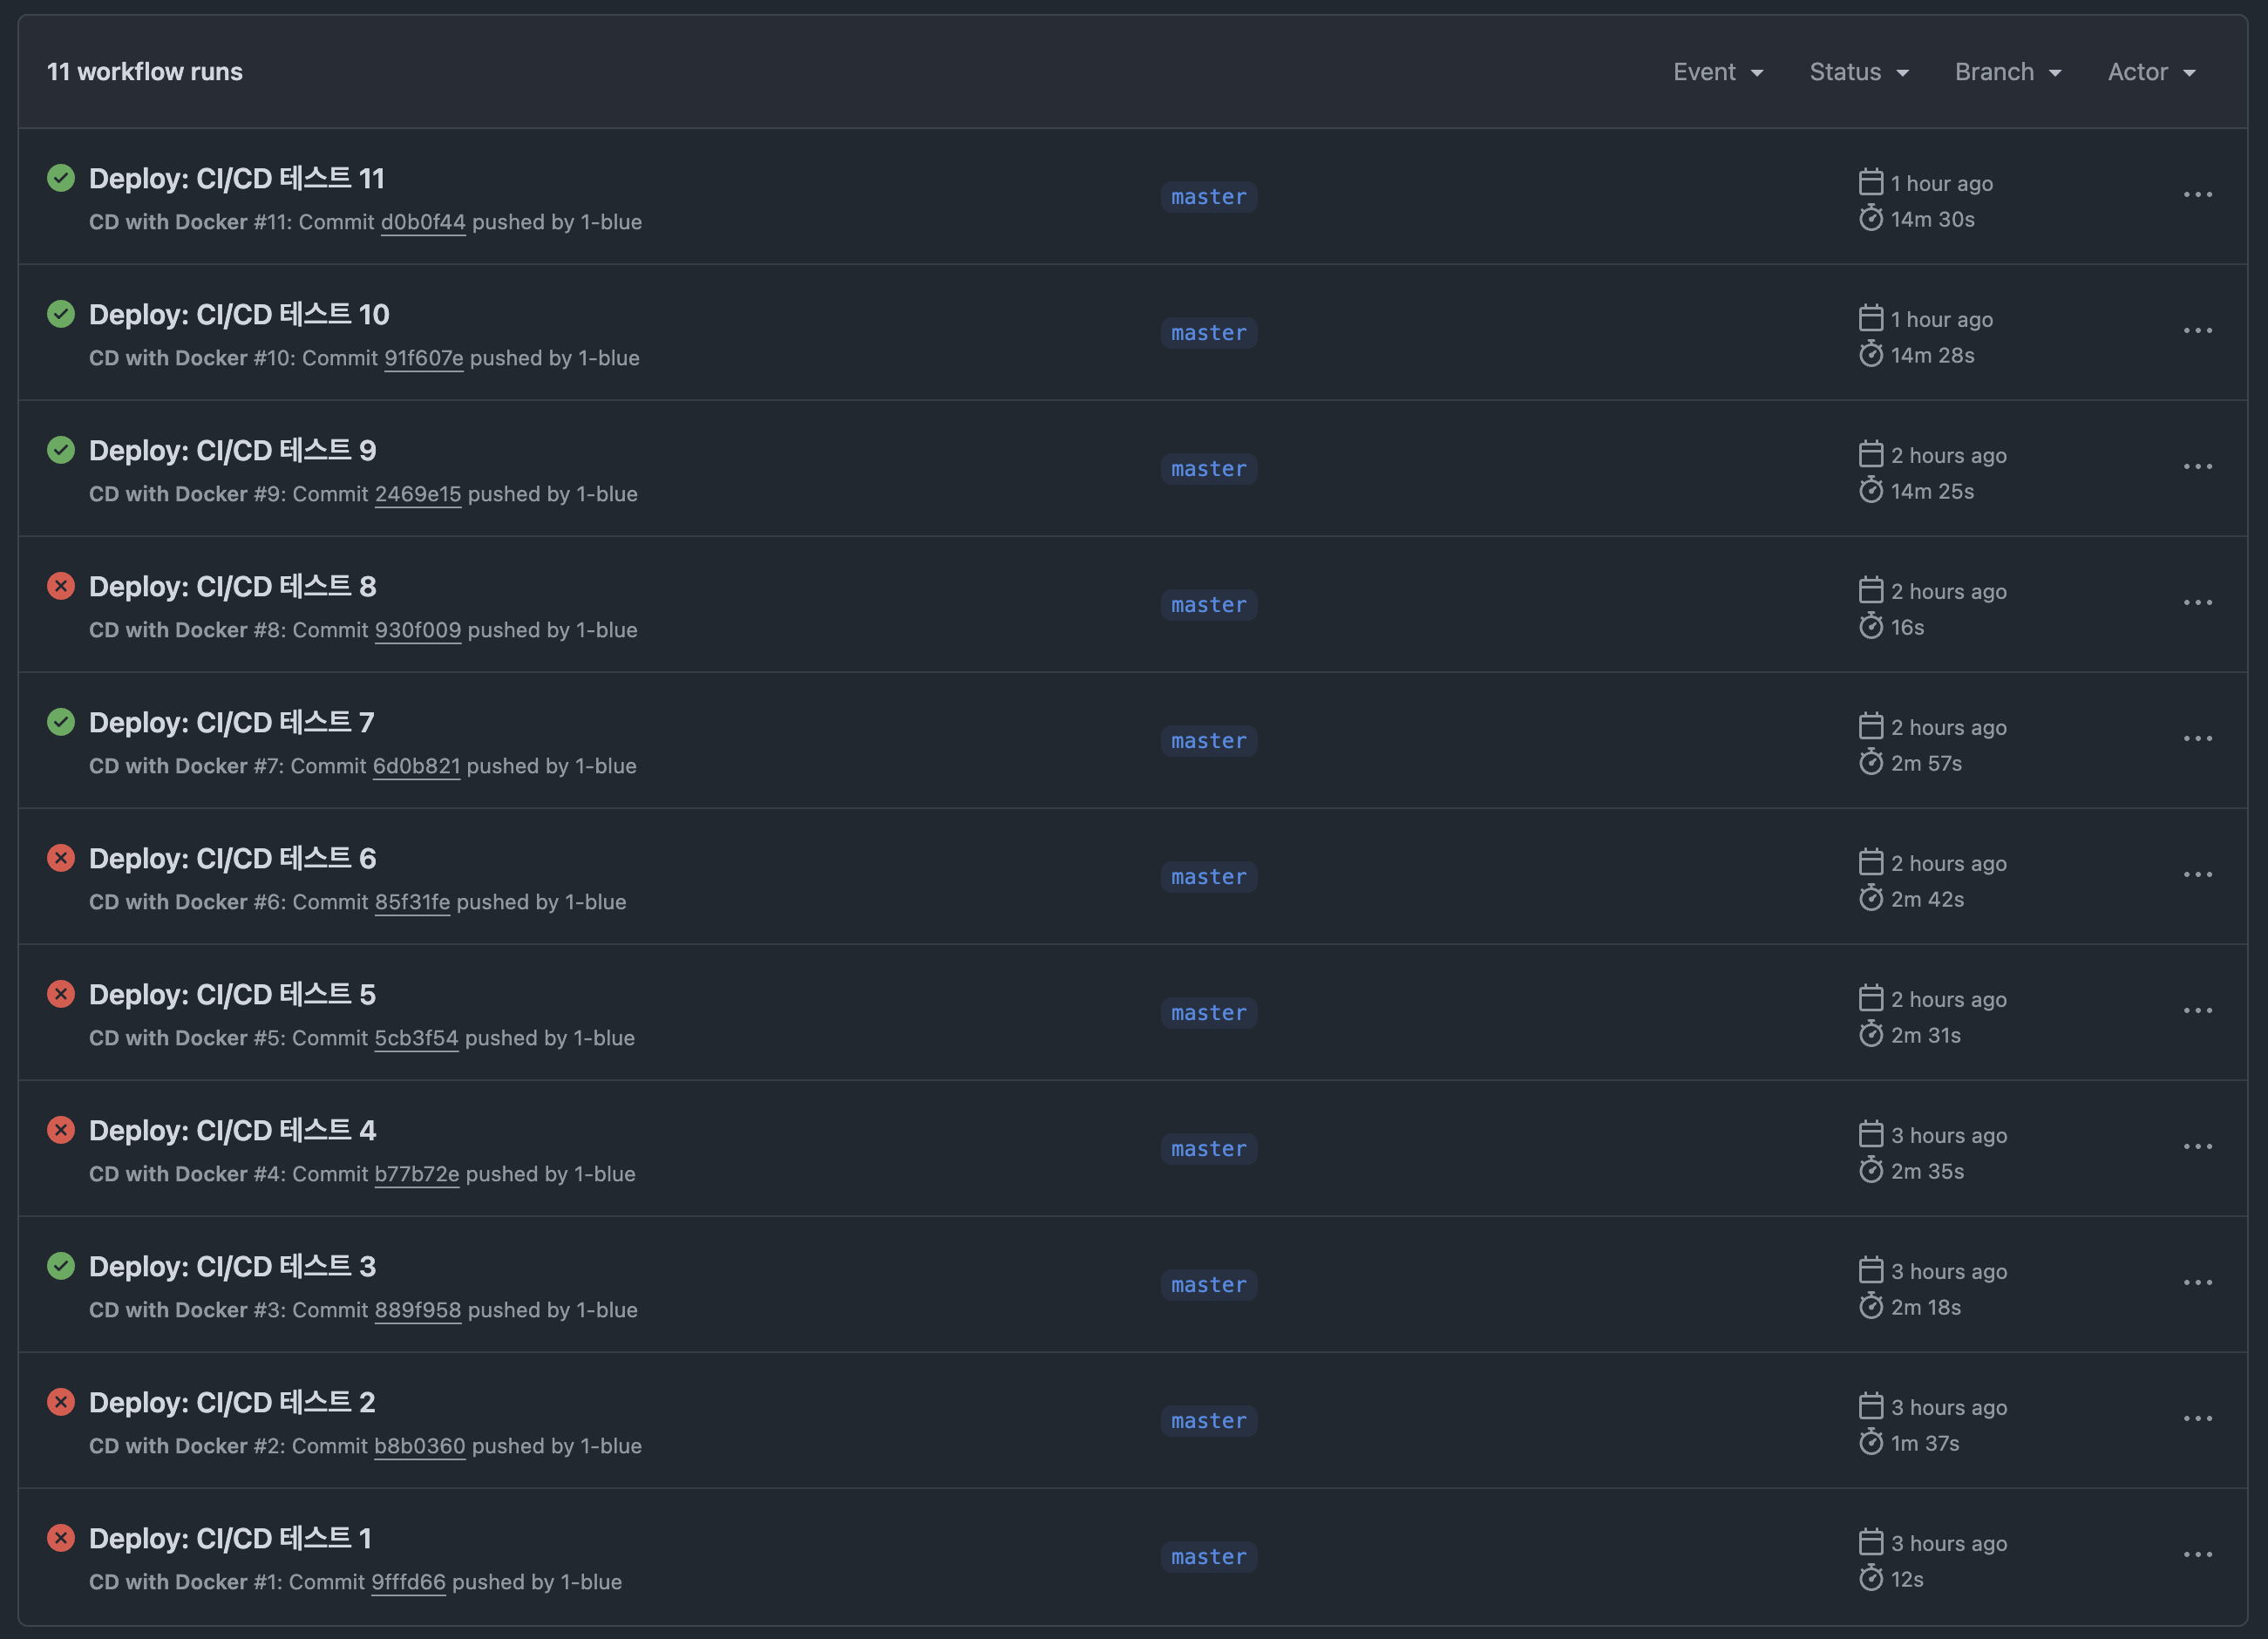 11 workflow runs
Event Status Branch Actor
Deploy: CI/CD 테스트 11
CD with Docker #11: Commit d0b0f44 pushed by 1-blue
master
1 hour ago
14m 30s
Deploy: CI/CD 테스트 10
CD with Docker #10: Commit 91f607e pushed by 1-blue
master
1 hour ago
14m 28s
Deploy: CI/CD 테스트 9
CD with Docker #9: Commit 2469e15 pushed by 1-blue
master
2 hours ago
14m 25s
Deploy: CI/CD 테스트 8
CD with Docker #8: Commit 930f009 pushed by 1-blue
master
2 hours ago
16s
Deploy: CI/CD 테스트 7
CD with Docker #7: Commit 6d0b821 pushed by 1-blue
master
2 hours ago
2m 57s
Deploy: CI/CD 테스트 6
CD with Docker #6: Commit 85f31fe pushed by 1-blue
master
2 hours ago
2m 42s
Deploy: CI/CD 테스트 5
CD with Docker #5: Commit 5cb3f54 pushed by 1-blue
master
2 hours ago
2m 31s
Deploy: CI/CD 테스트 4
CD with Docker #4: Commit b77b72e pushed by 1-blue
master
3 hours ago
2m 35s
Deploy: CI/CD 테스트 3
CD with Docker #3: Commit 889f958 pushed by 1-blue
master
3 hours ago
2m 18s
Deploy: CI/CD 테스트 2
CD with Docker #2: Commit b8b0360 pushed by 1-blue
master
3 hours ago
1m 37s
Deploy: CI/CD 테스트 1
CD with Docker #1: Commit 9fffd66 pushed by 1-blue
master
3 hours ago
12s